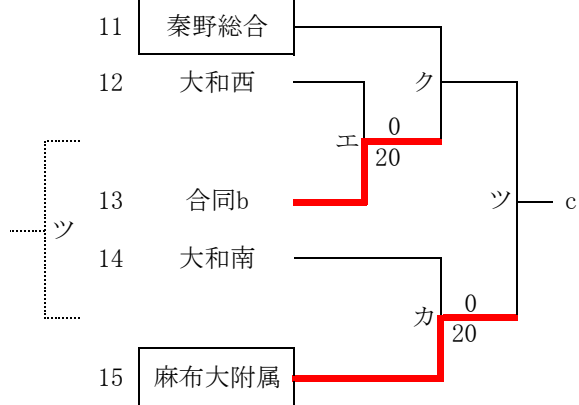 11 秦野総合
12 大和西 ク
エ 0
20
13 合同b ツ c
ツ
14 大和南
カ 0
20
15 麻布大附属